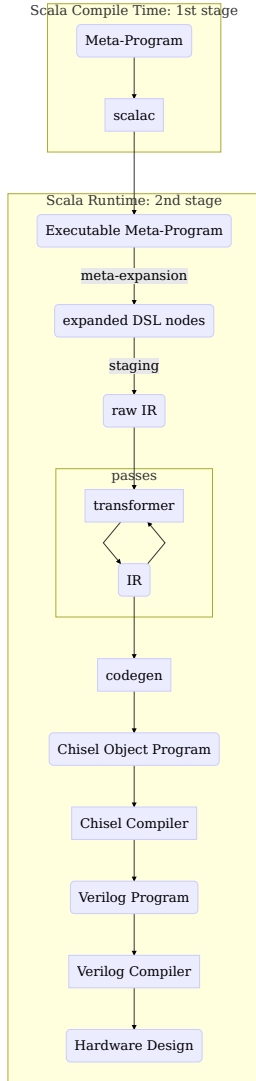 Scala Compile Time: 1st stage
Meta-Program
scalac
Scala Runtime: 2nd stage
Executable Meta-Program
meta-expansion
expanded DSL nodes
staging
raw IR
passes
transformer
IR
codegen
Chisel Object Program
Chisel Compiler
Verilog Program
Verilog Compiler
Hardware Design